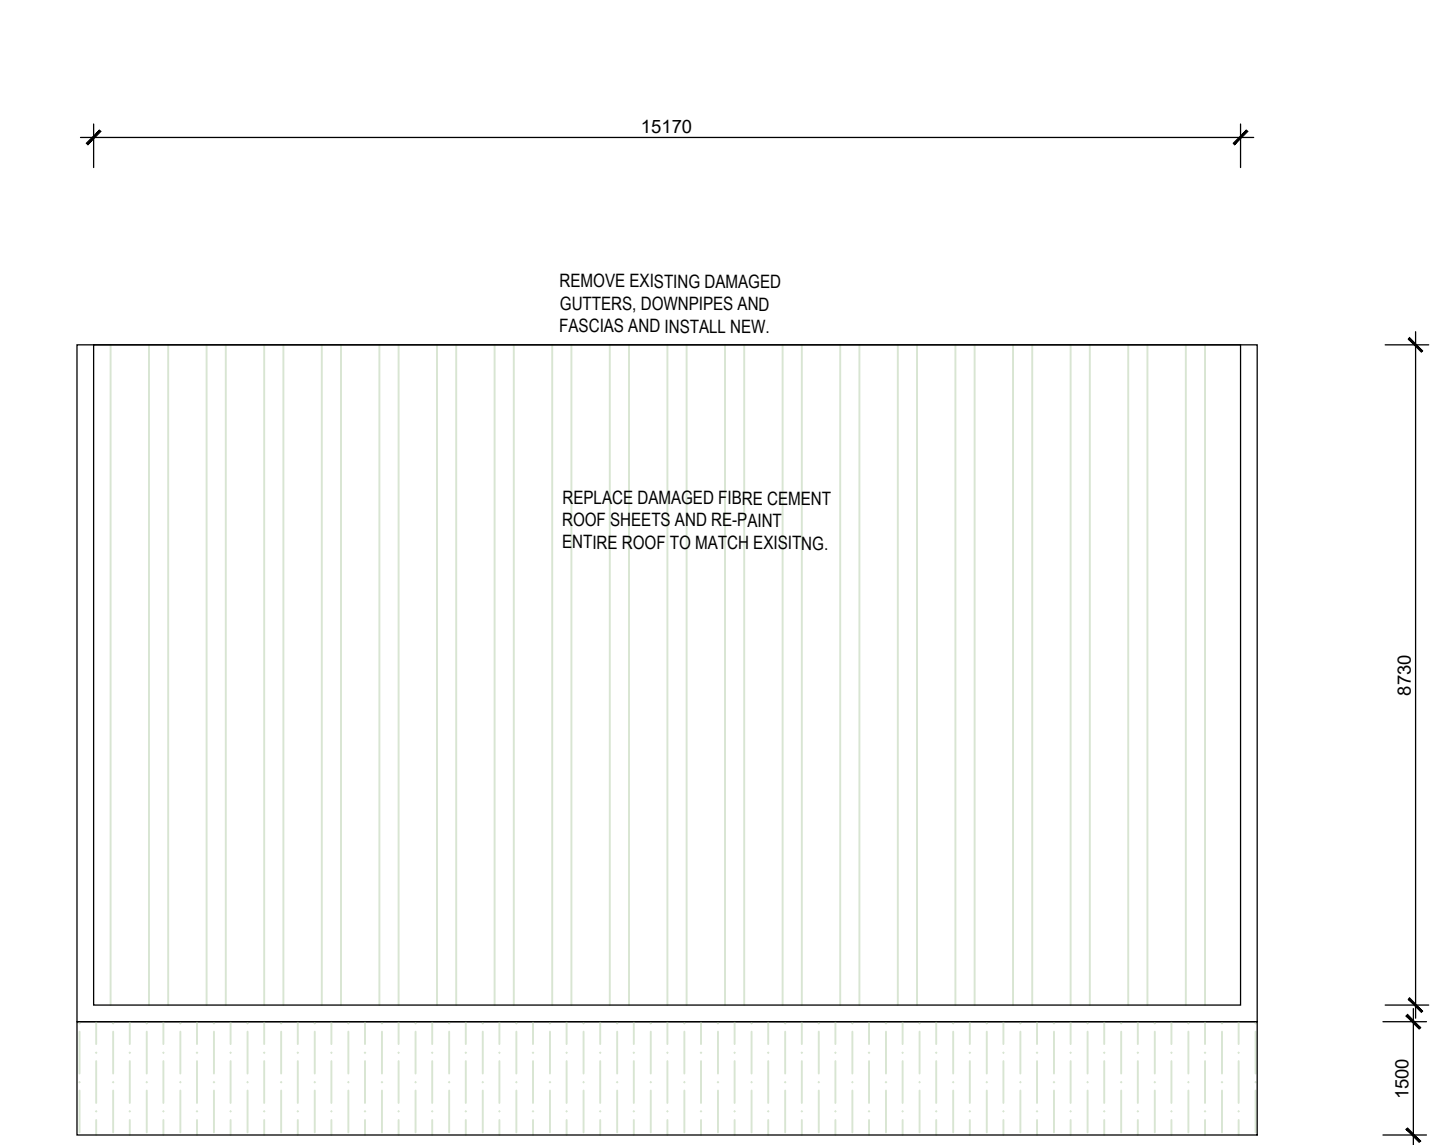 15170
REMOVE EXISTING DAMAGED
GUTTERS, DOWNPIPES AND
FASCIAS AND INSTALL NEW.
REPLACE DAMAGED FIBRE CEMENT
ROOF SHEETS AND RE-PAINT
ENTIRE ROOF TO MATCH EXISITNG.
8730
1500